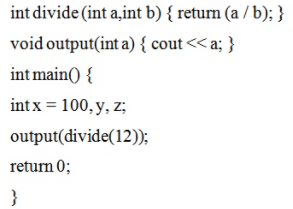 int divide (int a,int b) { return (a / b); }
void output(int a) { cout << a; }
int main() {
int x = 100, y, z;
output(divide(12));
return 0;
}